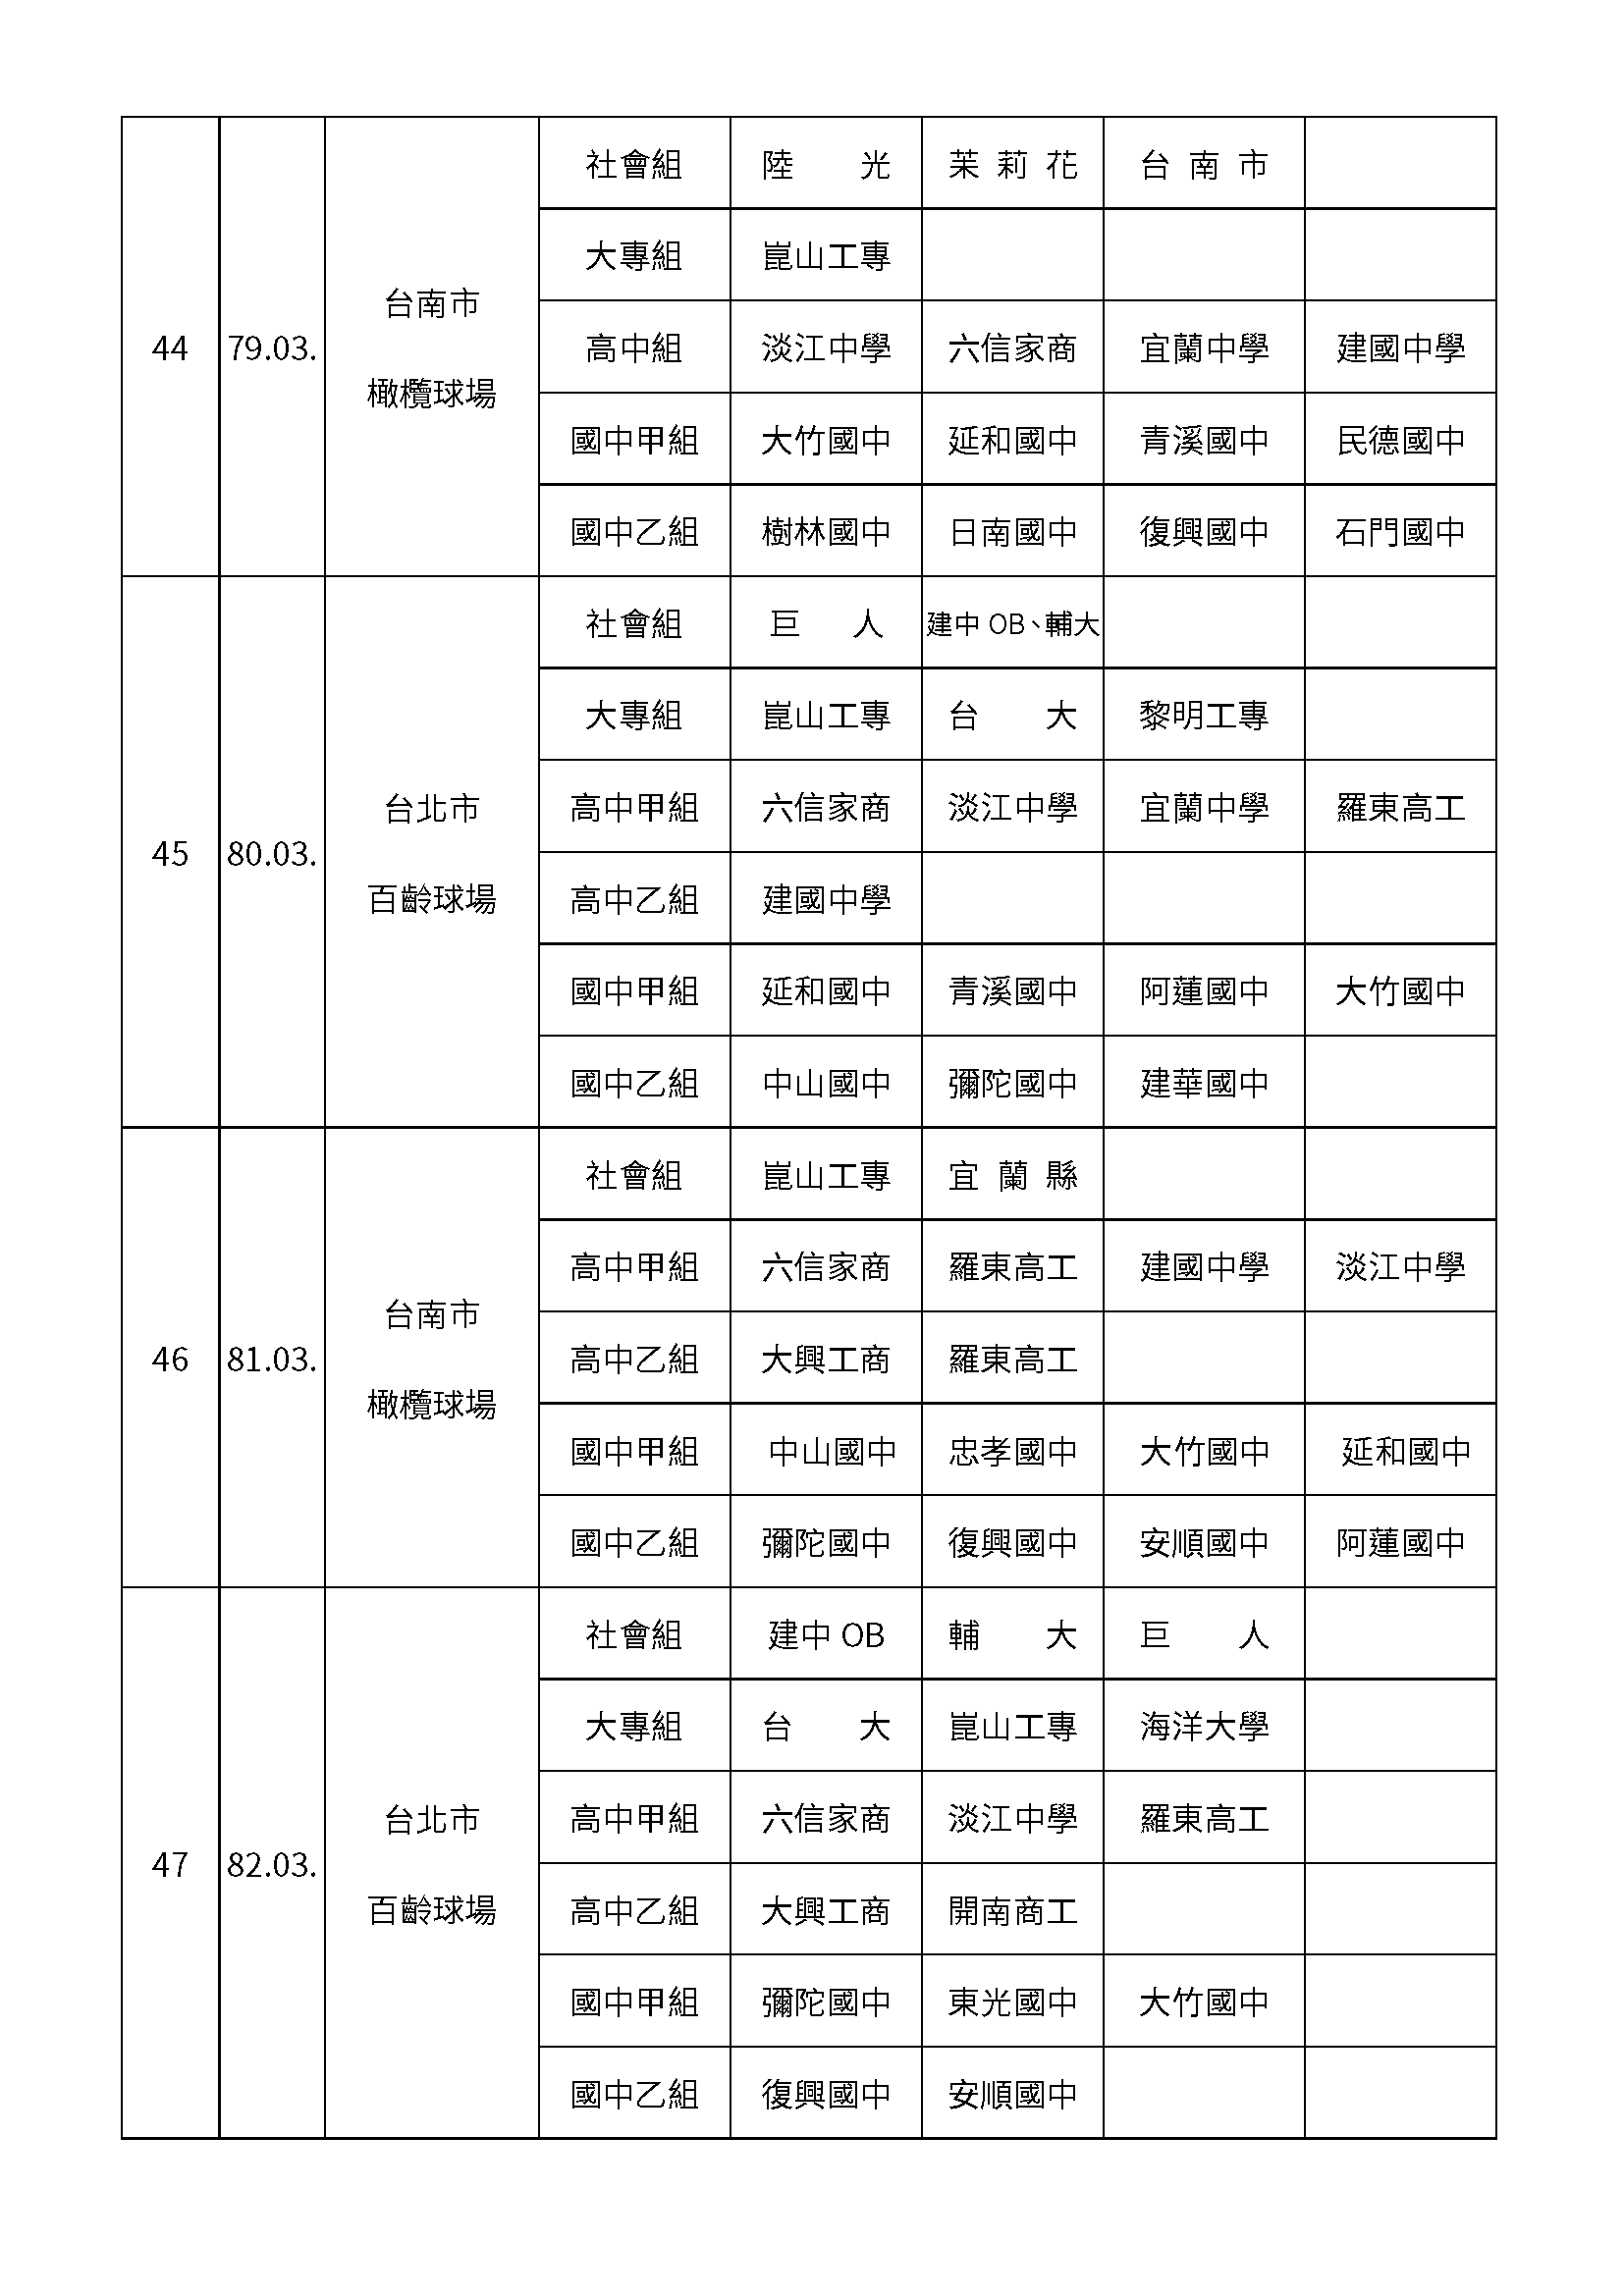 44 79.03. 台南市 橄欖球場
社會組 陸光 茉莉花 台南市
大專組 崑山工專
高中組 淡江中學 六信家商 宜蘭中學 建國中學
國中甲組 大竹國中 延和國中 青溪國中 民德國中
國中乙組 樹林國中 日南國中 復興國中 石門國中
45 80.03. 台北市 百齡球場
社會組 巨人 建中 OB、輔大
大專組 崑山工專 台大 黎明工專
高中甲組 六信家商 淡江中學 宜蘭中學 羅東高工
高中乙組 建國中學
國中甲組 延和國中 青溪國中 阿蓮國中 大竹國中
國中乙組 中山國中 彌陀國中 建華國中
46 81.03. 台南市 橄欖球場
社會組 崑山工專 宜蘭縣
高中甲組 六信家商 羅東高工 建國中學 淡江中學
高中乙組 大興工商 羅東高工
國中甲組 中山國中 忠孝國中 大竹國中 延和國中
國中乙組 彌陀國中 復興國中 安順國中 阿蓮國中
47 82.03. 台北市 百齡球場
社會組 建中 OB 輔大 巨人
大專組 台大 崑山工專 海洋大學
高中甲組 六信家商 淡江中學 羅東高工
高中乙組 大興工商 開南商工
國中甲組 彌陀國中 東光國中 大竹國中
國中乙組 復興國中 安順國中